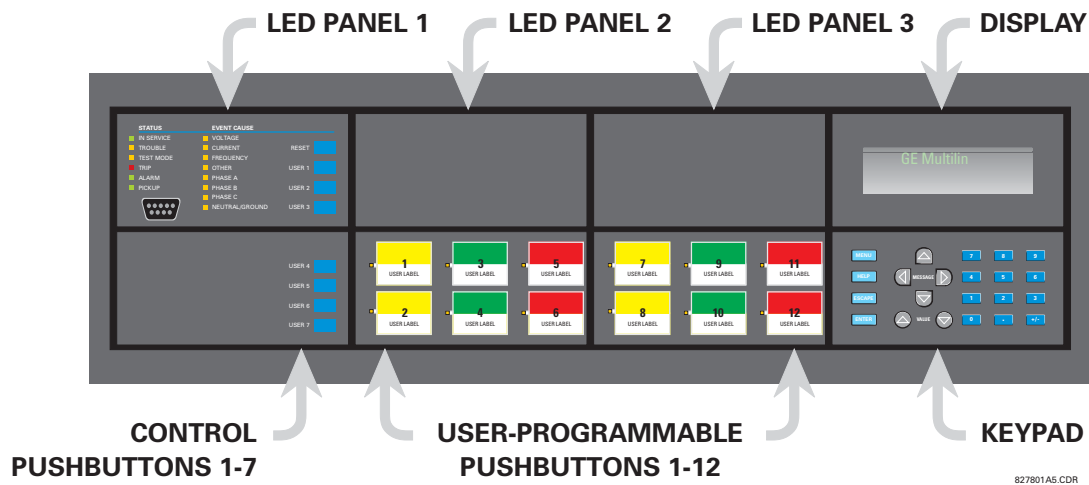 LED PANEL 1
LED PANEL 2
LED PANEL 3
DISPLAY
STATUS
IN SERVICE
TROUBLE
TEST MODE
TRIP
ALARM
PICKUP
EVENT CAUSE
VOLTAGE
CURRENT
FREQUENCY
OTHER
PHASE A
PHASE B
PHASE C
NEUTRAL/GROUND
RESET
USER 1
USER 2
USER 3
GE Multilin
USER 4
USER 5
USER 6
USER 7
1
USER LABEL
3
USER LABEL
5
USER LABEL
2
USER LABEL
4
USER LABEL
6
USER LABEL
7
USER LABEL
9
USER LABEL
11
USER LABEL
8
USER LABEL
10
USER LABEL
12
USER LABEL
MENU
HELP
ESCAPE
ENTER
MESSAGE
VALUE
7 8 9
4 5 6
1 2 3
0 . +/-
CONTROL
PUSHBUTTONS 1-7
USER-PROGRAMMABLE
PUSHBUTTONS 1-12
KEYPAD
827801A5.CDR